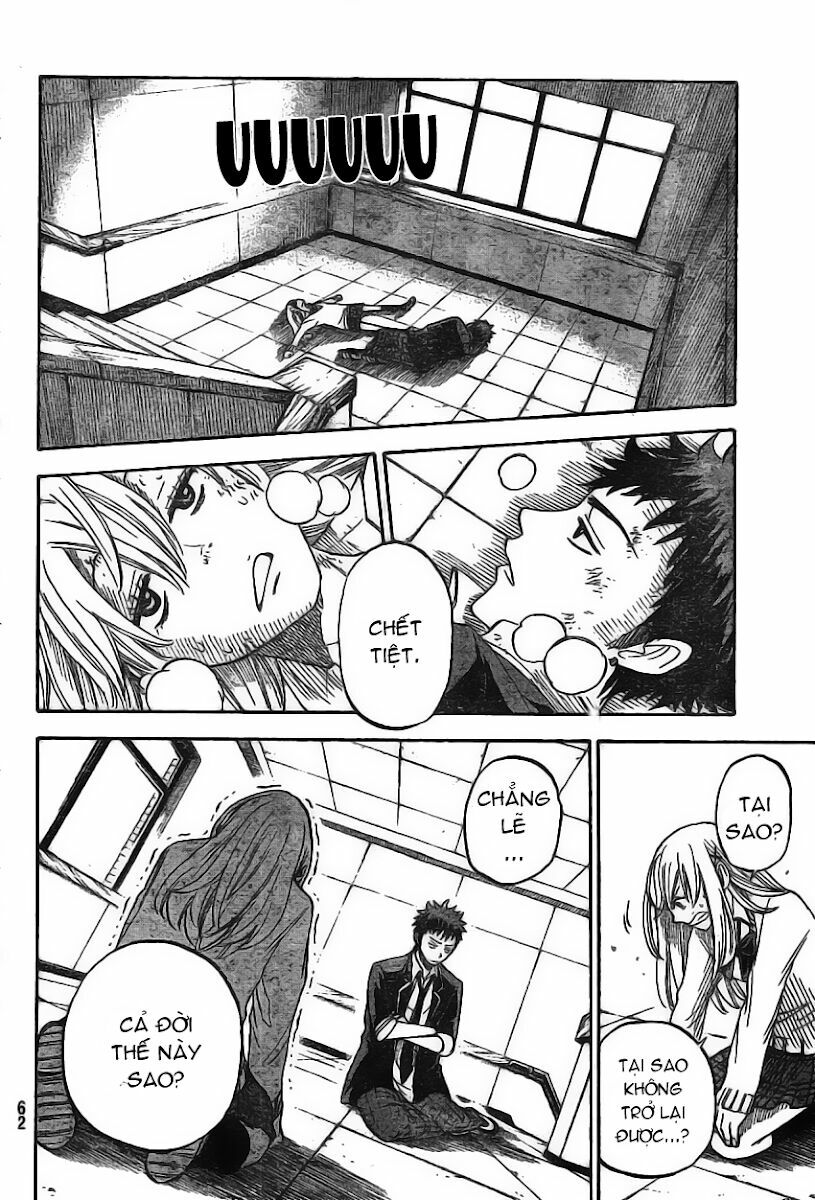 UUUUUU
CHẾT
TIỆT.
CHẲNG
LẼ
...
CẢ ĐỜI
THẾ NÀY
SAO?
TẠI
SAO?
TẠI SAO
KHÔNG
TRỞ LẠI
ĐƯỢC...?
62